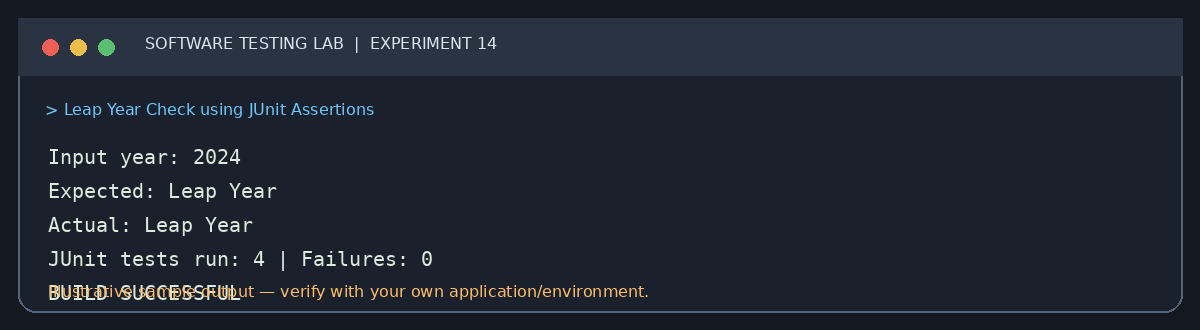 SOFTWARE TESTING LAB | EXPERIMENT 14
> Leap Year Check using JUnit Assertions
Input year: 2024
Expected: Leap Year
Actual: Leap Year
JUnit tests run: 4 | Failures: 0
BUILD SUCCESSFUL
Illustrative sample output — verify with your own application/environment.